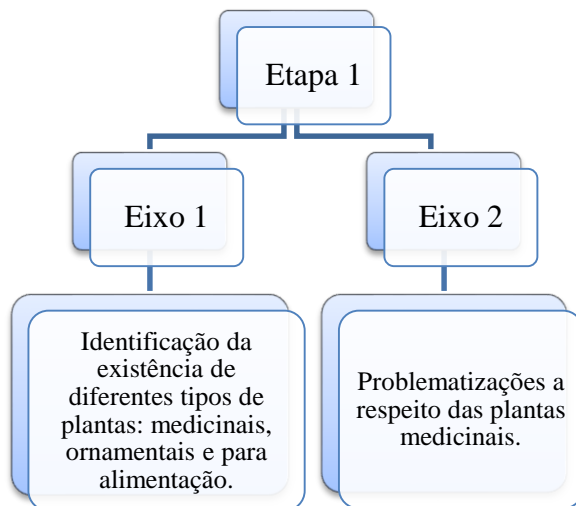 Etapa 1
Eixo 1
Eixo 2
Identificação da
existência de
diferentes tipos de
plantas: medicinais,
ornamentais e para
alimentação.
Problematizações a
respeito das plantas
medicinais.